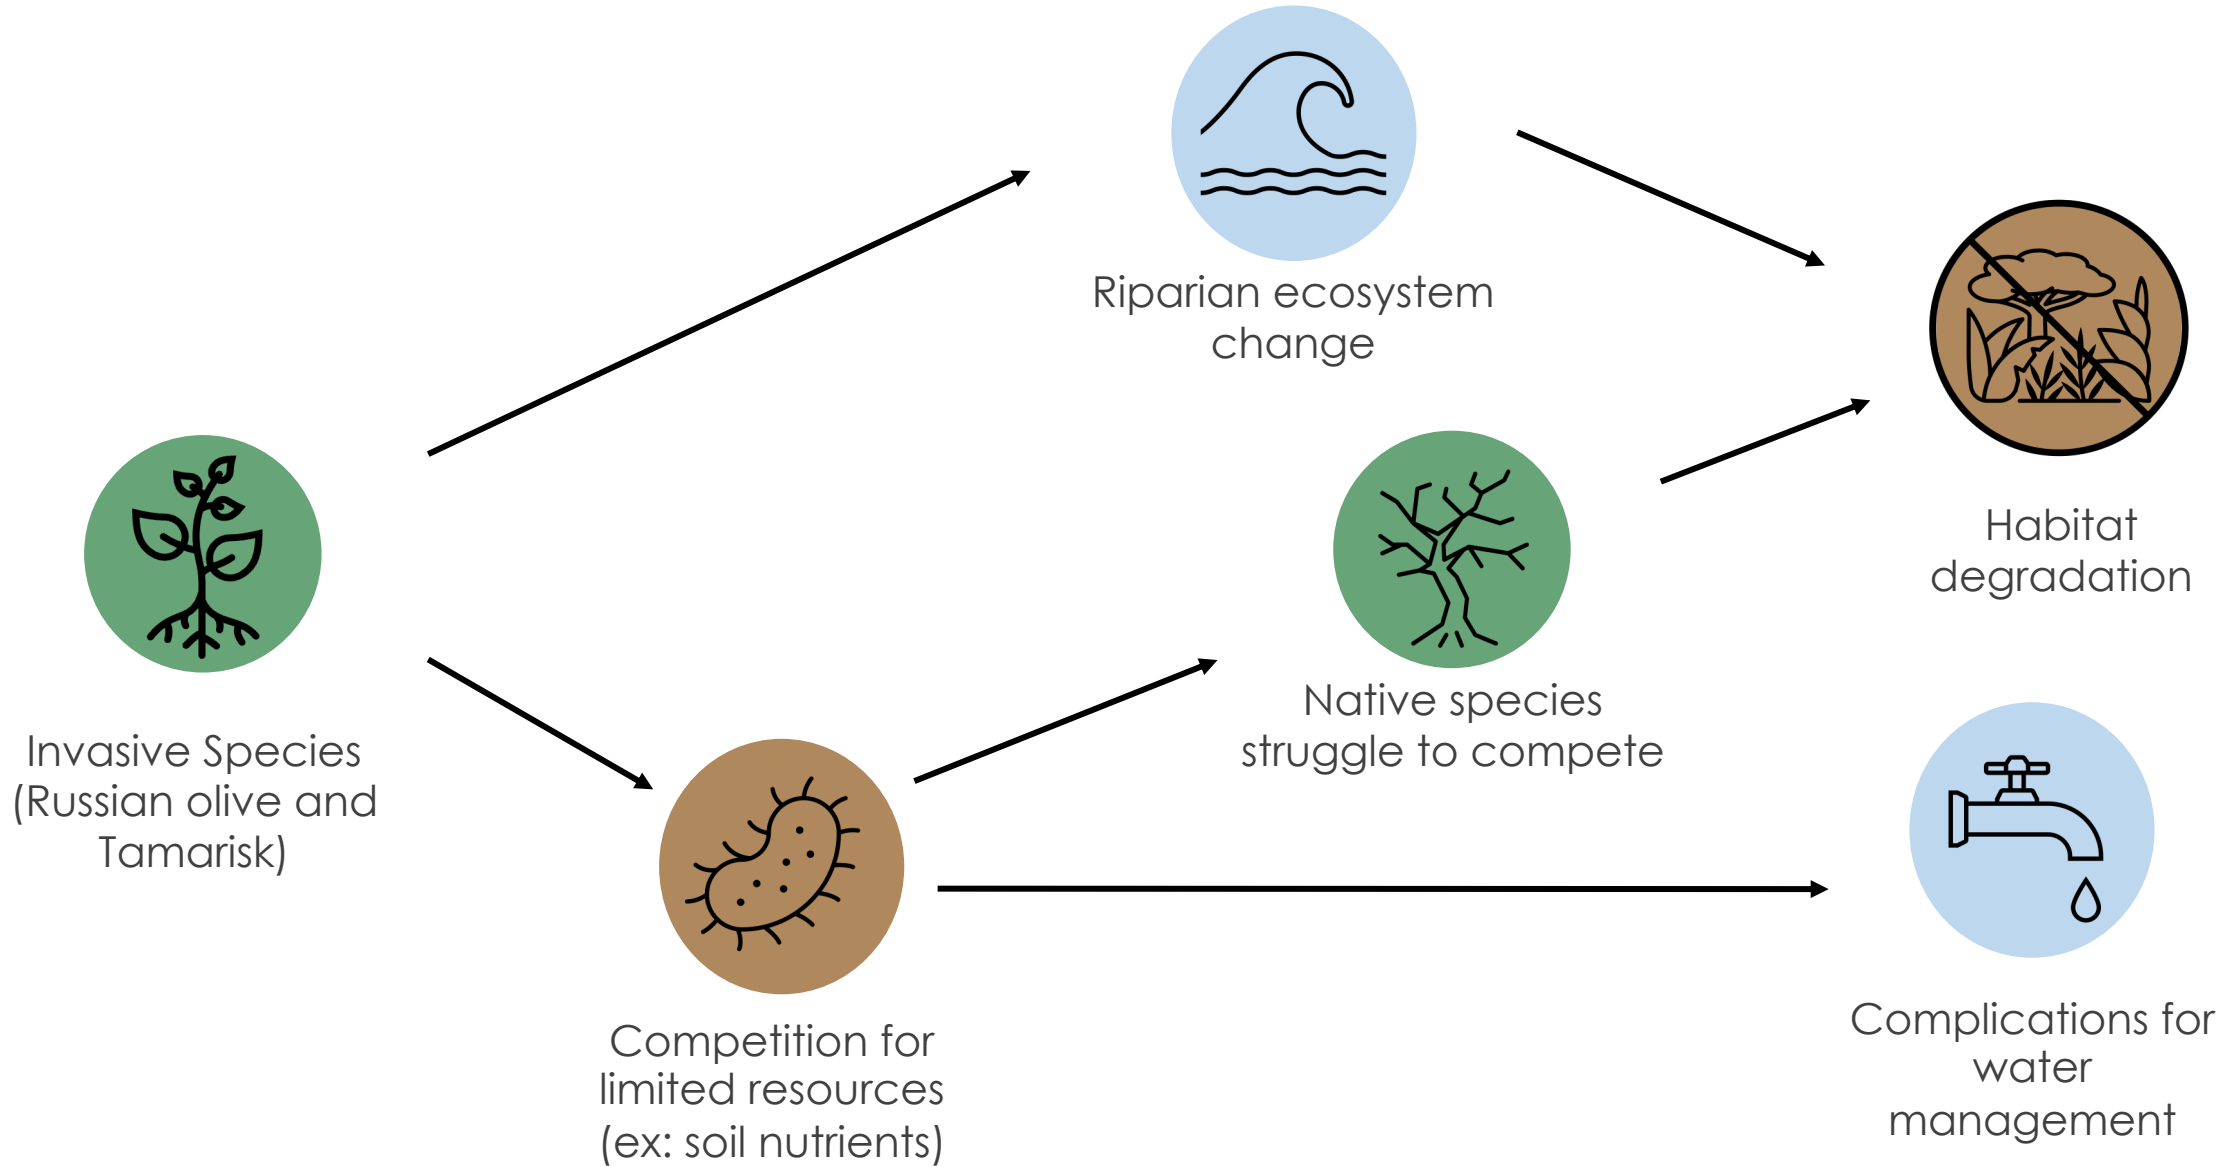 Riparian ecosystem
change
Habitat
degradation
Native species
struggle to compete
Invasive Species
(Russian olive and
Tamarisk)
Competition for
limited resources
(ex: soil nutrients)
Complications for
water
management